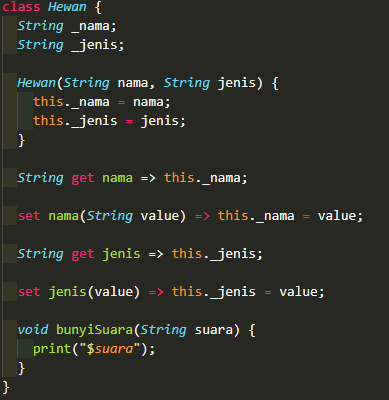 class Hewan {
  String _nama;
  String _jenis;

  Hewan(String nama, String jenis) {
    this._nama = nama;
    this._jenis = jenis;
  }

  String get nama => this._nama;

  set nama(String value) => this._nama = value;

  String get jenis => this._jenis;

  set jenis(value) => this._jenis = value;

  void bunyiSuara(String suara) {
    print("$suara");
  }
}